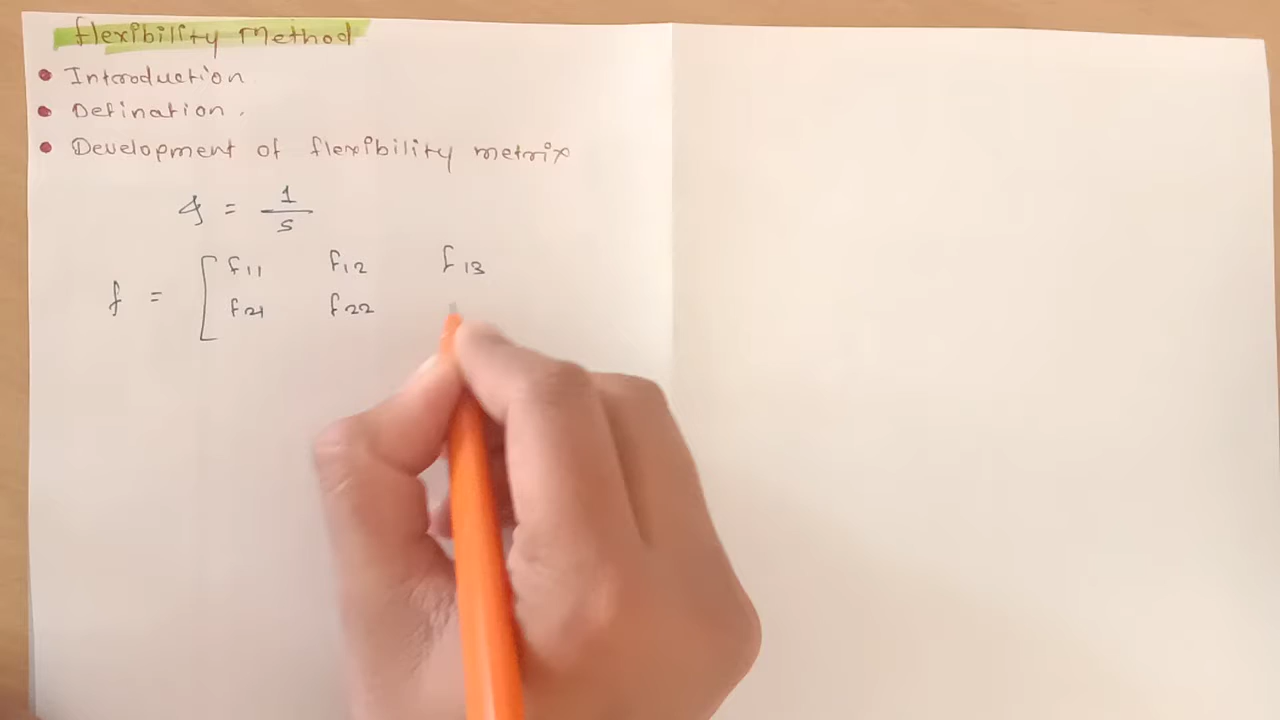 flexibility Method
• Introduction
• Defination.
• Development of flexibility metrix
f = 1/s
f = [ f11 f12 f13
f21 f22